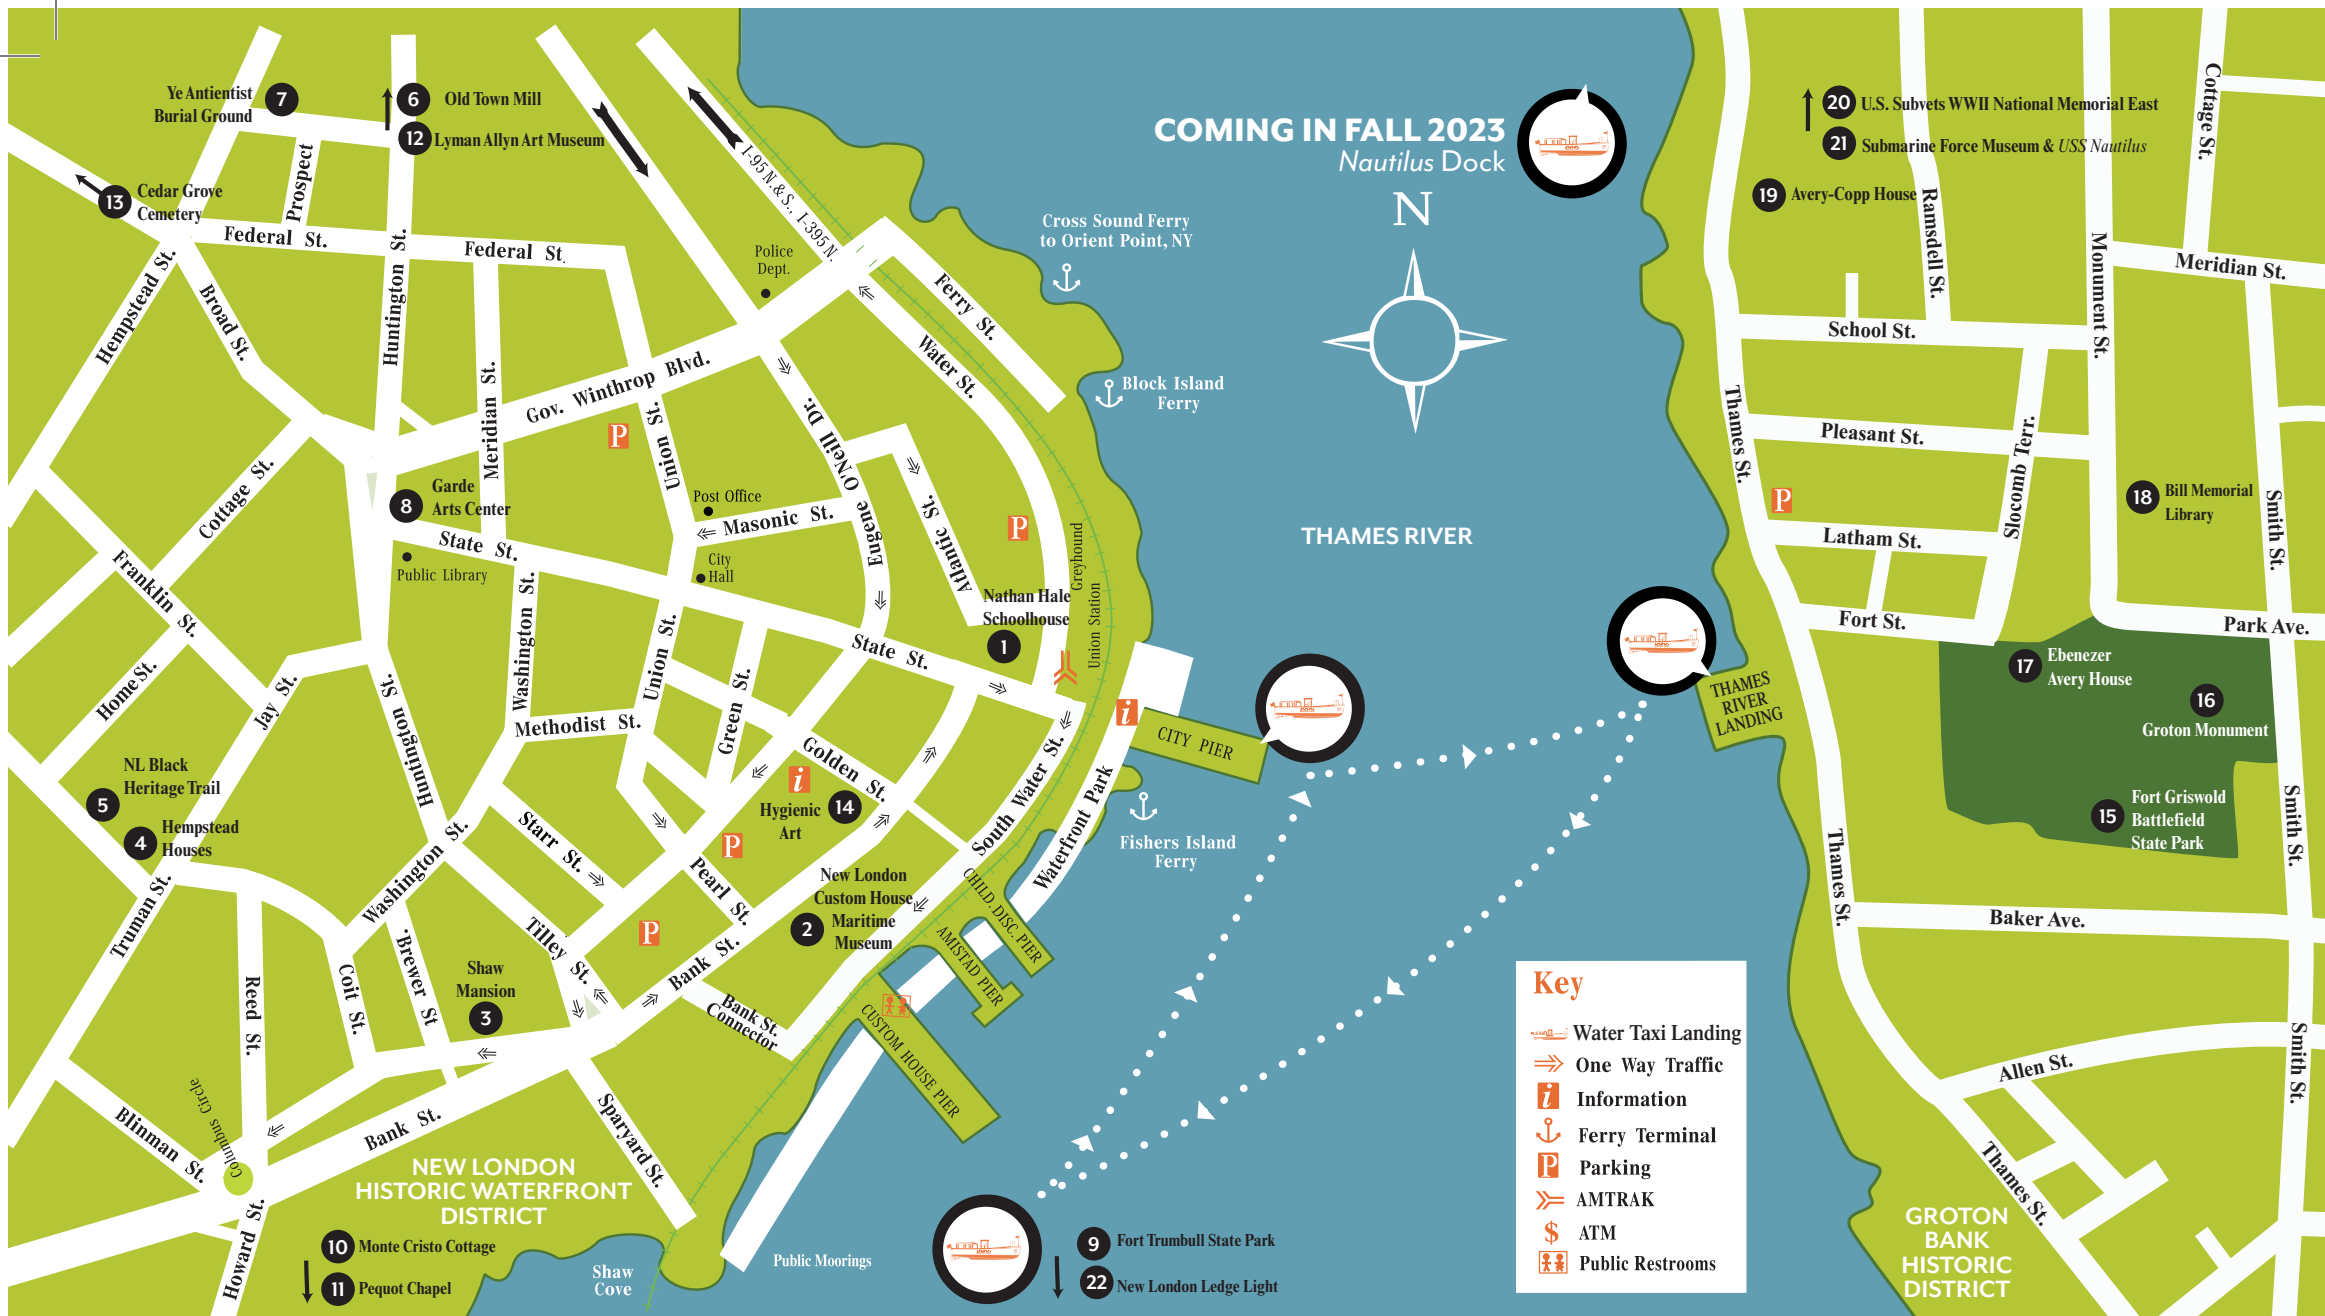 Ye Antientist
Burial Ground
7
6
Old Town Mill
12
Lyman Allyn Art Museum
13
Cedar Grove
Cemetery
Prospect
Federal St.
Federal St.
Hempstead St.
Broad St.
Huntington St.
Meridian St.
Gov. Winthrop Blvd.
Union St.
I-95 N.&S., I-395 N.
Police
Dept.
Ferry St.
Water St.
Eugene O'Neill Dr.
Atlantic St.
P
P
8
Garde
Arts Center
Post Office
Masonic St.
City
Hall
State St.
Public Library
Cottage St.
Franklin St.
Home St.
Jay St.
Huntington St.
Washington St.
Methodist St.
Union St.
Green St.
State St.
Nathan Hale
Schoolhouse
1
Greyhound
Union Station
Golden St.
i
Hygienic
Art
14
South Water St.
Waterfront Park
i
CITY PIER
NL Black
Heritage Trail
5
4
Hempstead
Houses
Truman St.
Washington St.
Starr St.
Pearl St.
P
P
Tilley St.
Bank St.
New London
Custom House
Maritime
Museum
2
CHILD. DISC. PIER
AMISTAD PIER
CUSTOM HOUSE PIER
Bank St.
Connector
Shaw
Mansion
3
Brewer St
Coit St.
Reed St.
Columbus Circle
Blinman St.
Bank St.
Sparyard St.
Howard St.
NEW LONDON
HISTORIC WATERFRONT
DISTRICT
10
Monte Cristo Cottage
11
Pequot Chapel
Shaw
Cove
Public Moorings
9
Fort Trumbull State Park
22
New London Ledge Light
COMING IN FALL 2023
Nautilus Dock
N
Cross Sound Ferry
to Orient Point, NY
Block Island
Ferry
THAMES RIVER
Fishers Island
Ferry
THAMES
RIVER
LANDING
Key
Water Taxi Landing
One Way Traffic
i Information
Ferry Terminal
P Parking
AMTRAK
$ ATM
Public Restrooms
20
U.S. Subvets WWII National Memorial East
21
Submarine Force Museum & USS Nautilus
19
Avery-Copp House
Ramsdell St.
Monument St.
Cottage St.
Meridian St.
School St.
Thames St.
Pleasant St.
Slocomb Terr.
P
18
Bill Memorial
Library
Smith St.
Latham St.
Fort St.
Park Ave.
17
Ebenezer
Avery House
16
Groton Monument
15
Fort Griswold
Battlefield
State Park
Smith St.
Thames St.
Baker Ave.
Allen St.
Smith St.
Thames St.
GROTON
BANK
HISTORIC
DISTRICT